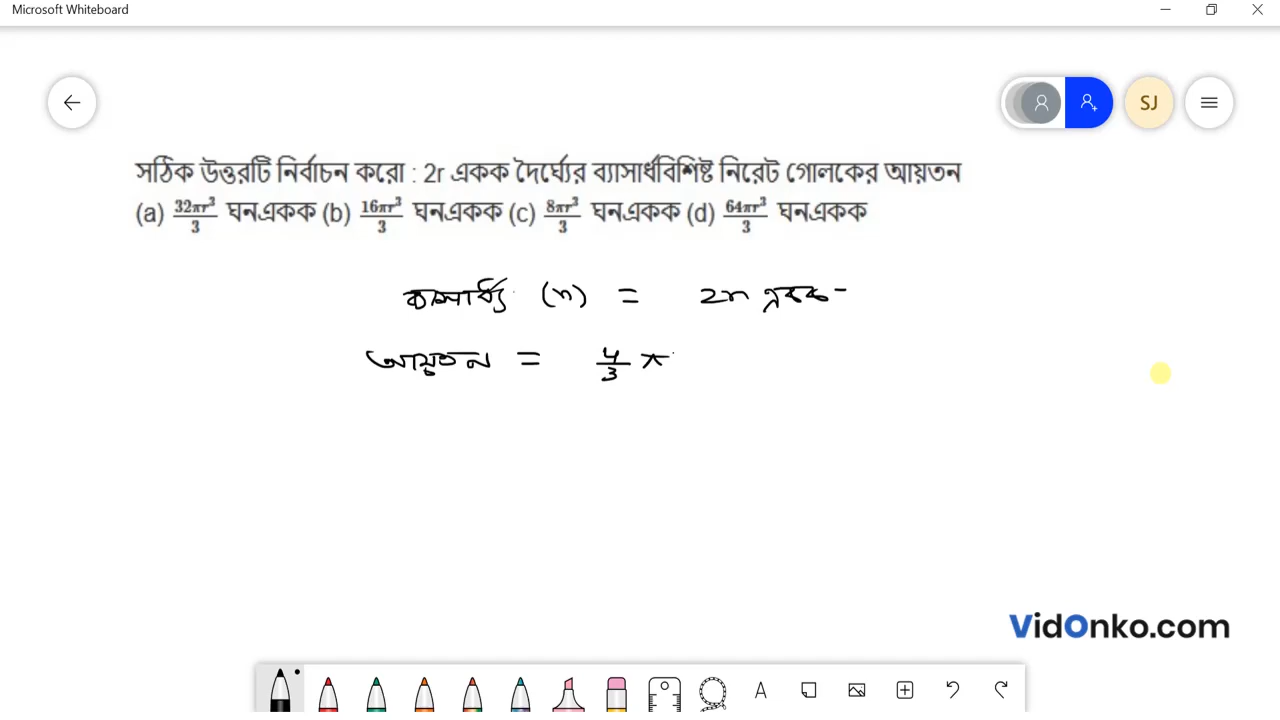 Microsoft Whiteboard
SJ
সঠিক উত্তরটি নির্বাচন করো : 2r একক দৈর্ঘ্যের ব্যাসার্ধবিশিষ্ট নিরেট গোলকের আয়তন
(a) 32πr³/3 ঘনএকক (b) 16πr³/3 ঘনএকক (c) 8πr³/3 ঘনএকক (d) 64πr³/3 ঘনএকক
ব্যাসার্ধ (r) = 2r একক
আয়তন = 4/3 π
VidOnko.com
A